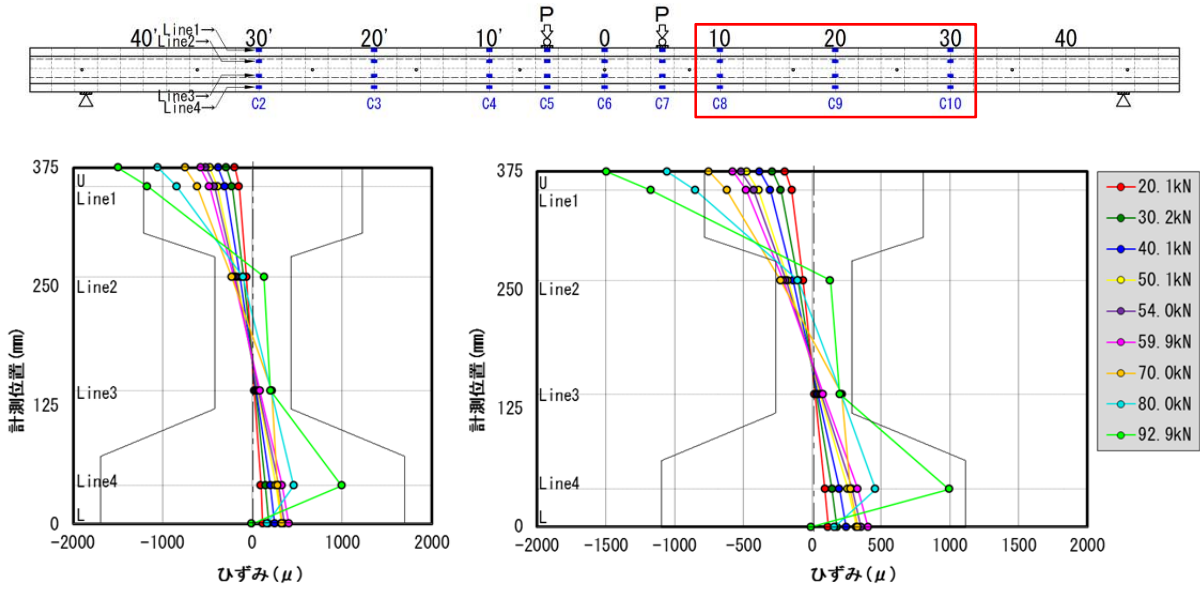 P P
Line1→ 40' 30' 20' 10' 0 10 20 30 40
Line2→
Line3→
Line4→ C2 C3 C4 C5 C6 C7 C8 C9 C10
計測位置(mm)
375
250
125
0
U
Line1
Line2
Line3
Line4
L
-2000 -1000 0 1000 2000
ひずみ(μ)
計測位置(mm)
375
250
125
0
U
Line1
Line2
Line3
Line4
L
-2000 -1500 -1000 -500 0 500 1000 1500 2000
ひずみ(μ)
20.1kN
30.2kN
40.1kN
50.1kN
54.0kN
59.9kN
70.0kN
80.0kN
92.9kN